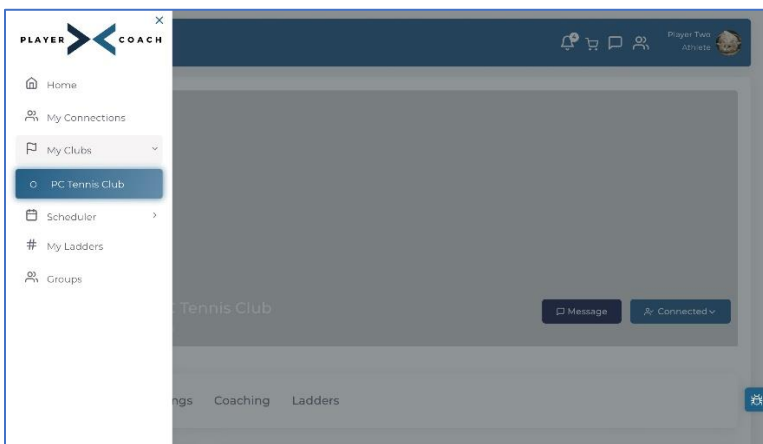 PLAYER COACH
Player Two
Athlete
Home
My Connections
My Clubs
PC Tennis Club
Scheduler
My Ladders
Groups
Tennis Club
Message
Connected
ngs Coaching Ladders